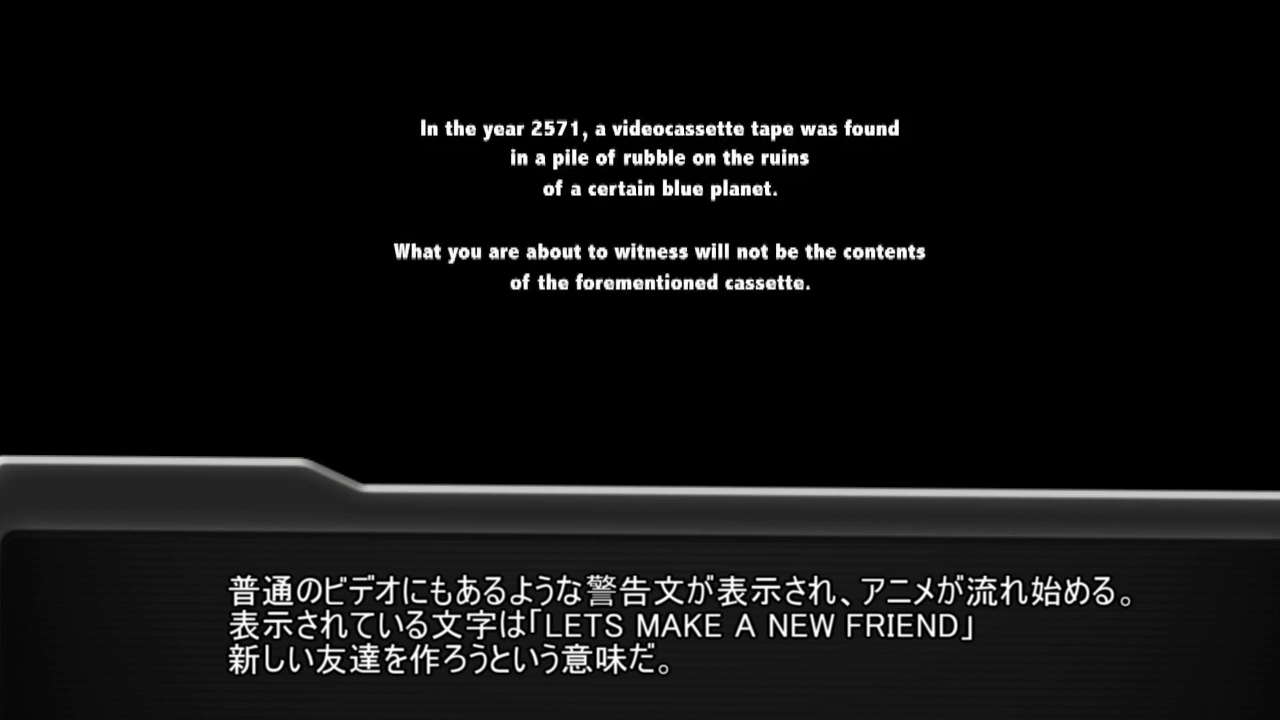 In the year 2571, a videocassette tape was found
in a pile of rubble on the ruins
of a certain blue planet.
What you are about to witness will not be the contents
of the forementioned cassette.
普通のビデオにもあるような警告文が表示され、アニメが流れ始める。
表示されている文字は「LETS MAKE A NEW FRIEND」
新しい友達を作ろうという意味だ。